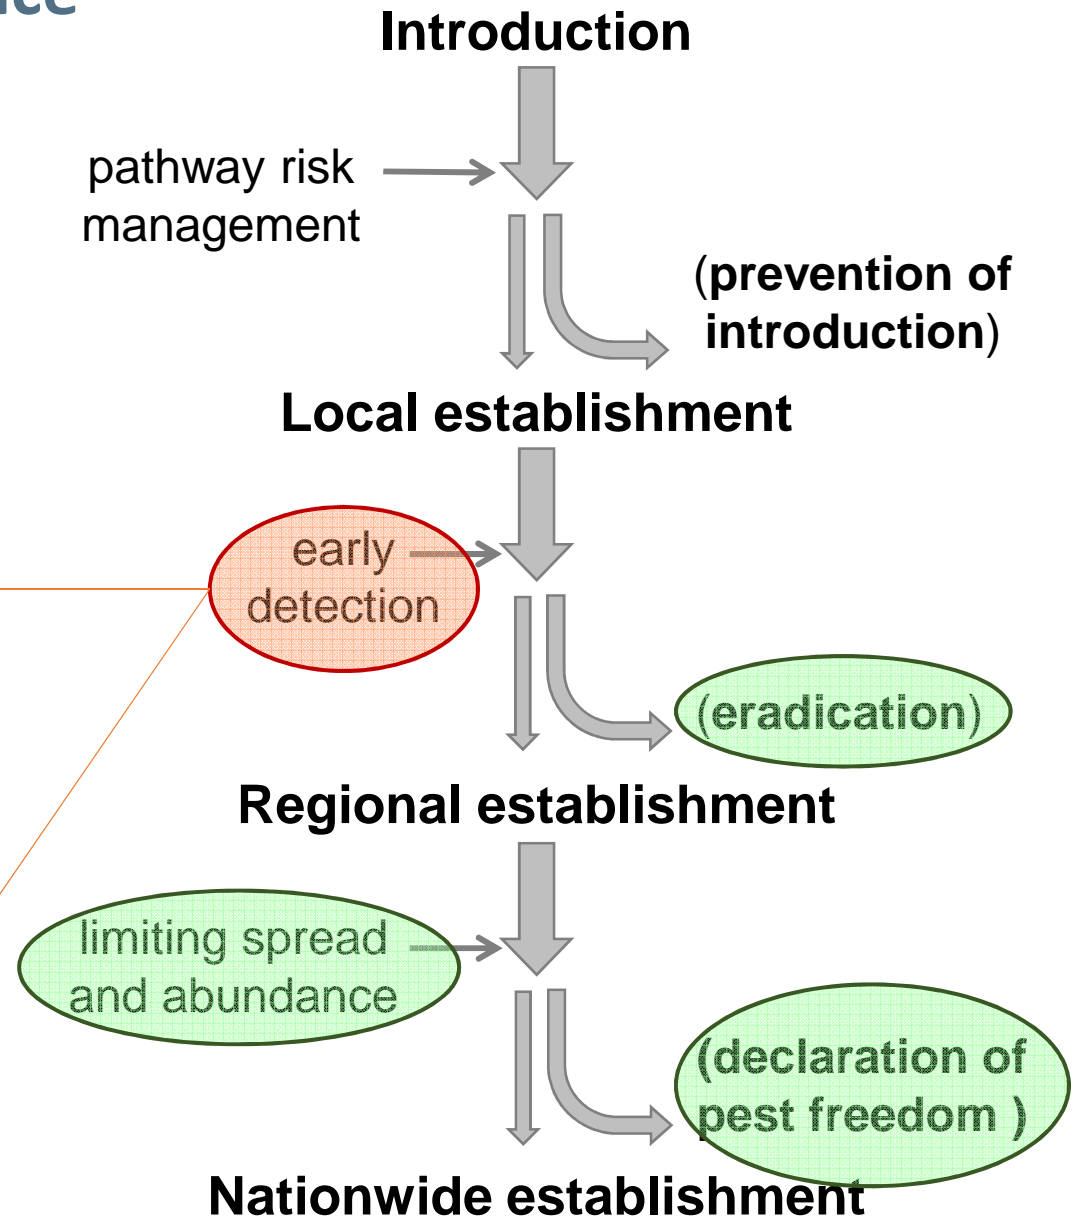 Introduction
pathway risk
management
(prevention of
introduction)
Local establishment
early
detection
(eradication)
Regional establishment
limiting spread
and abundance
(declaration of
pest freedom )
Nationwide establishment